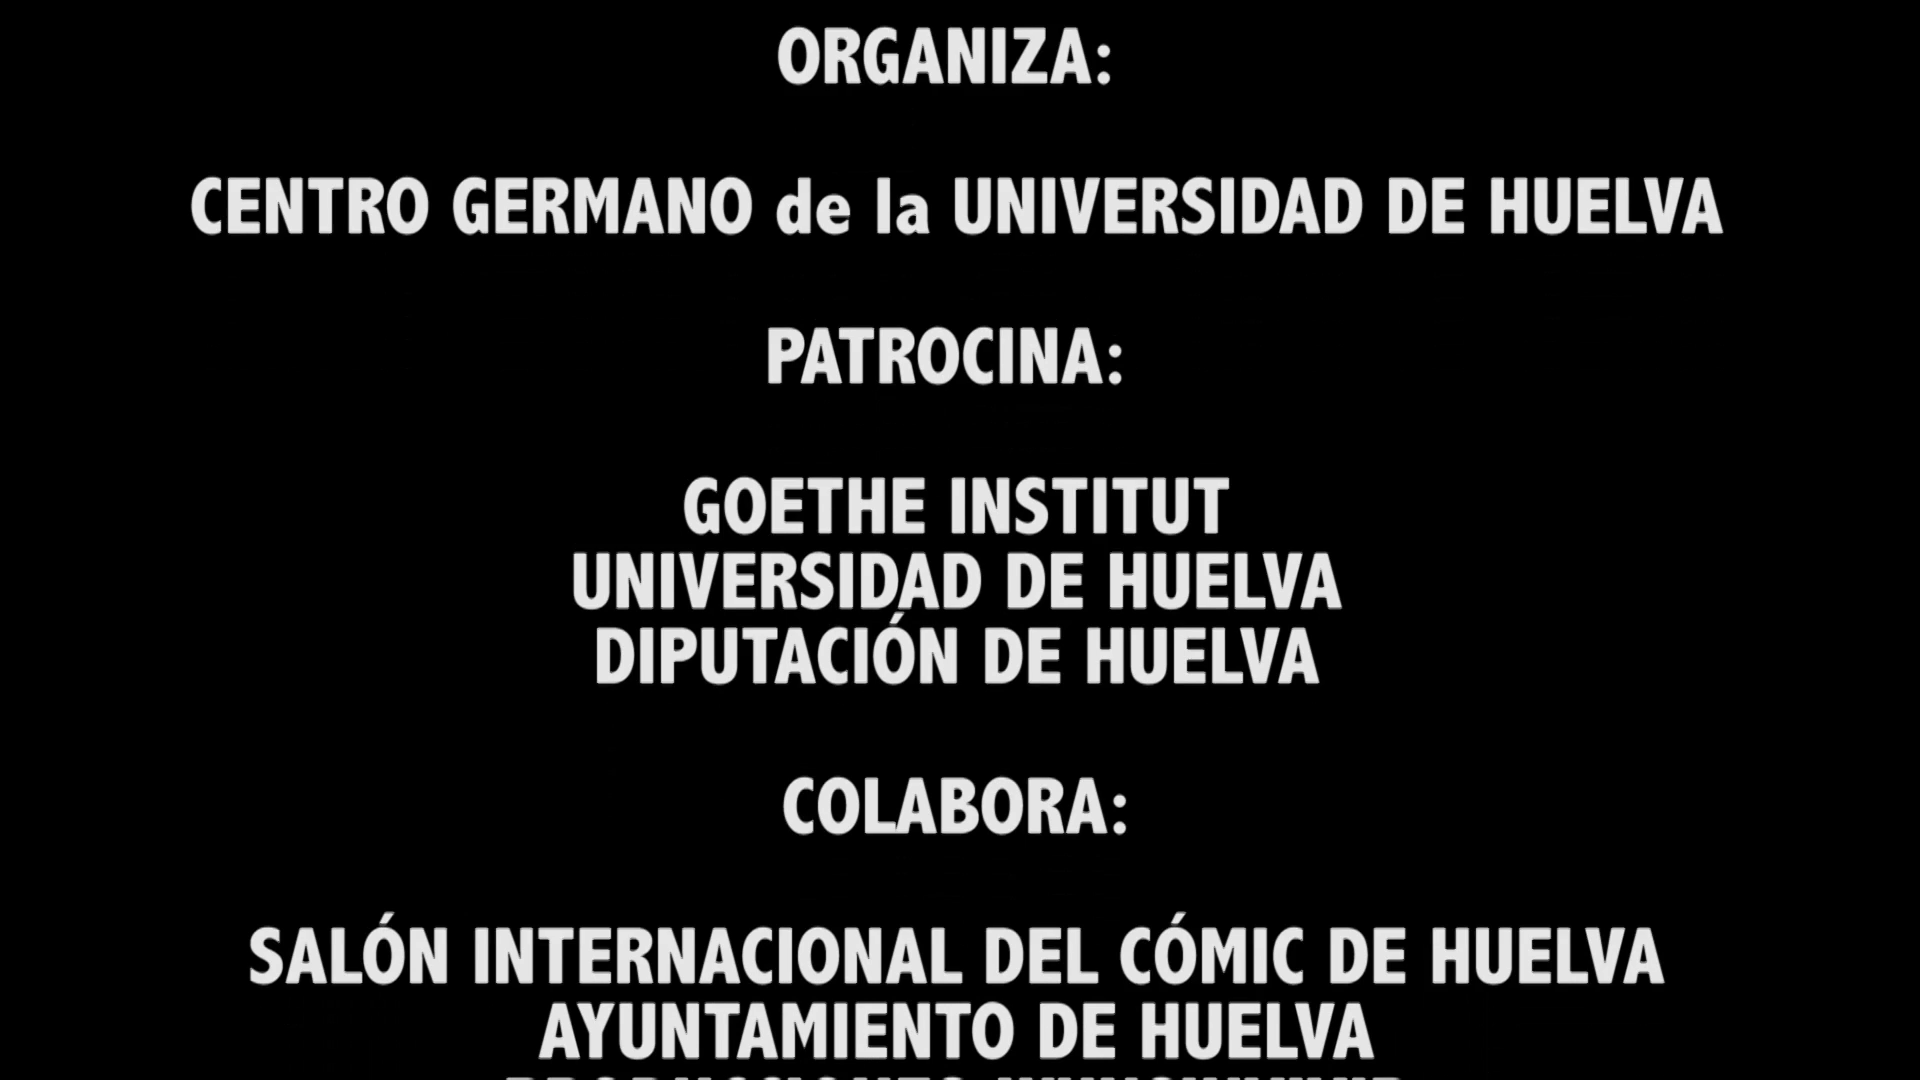 ORGANIZA:
CENTRO GERMANO de la UNIVERSIDAD DE HUELVA
PATROCINA:
GOETHE INSTITUT
UNIVERSIDAD DE HUELVA
DIPUTACIÓN DE HUELVA
COLABORA:
SALÓN INTERNACIONAL DEL CÓMIC DE HUELVA
AYUNTAMIENTO DE HUELVA